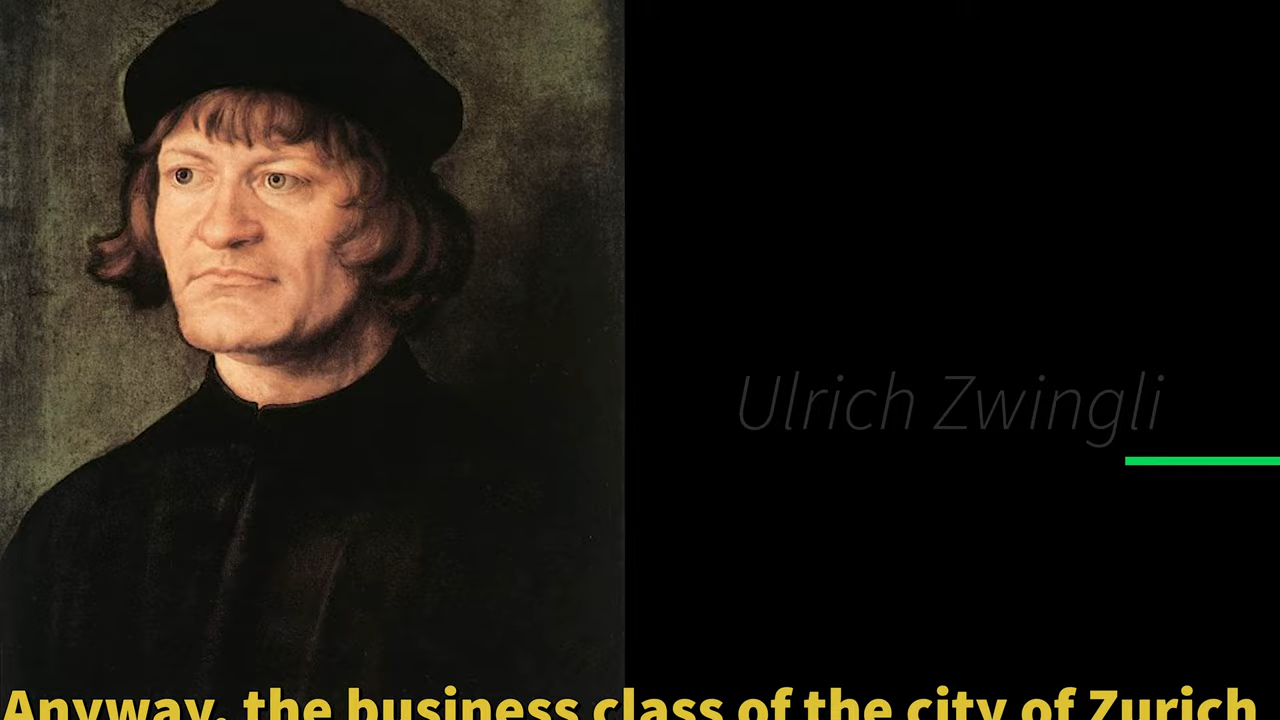 Ulrich Zwingli
Anyway, the business class of the city of Zurich